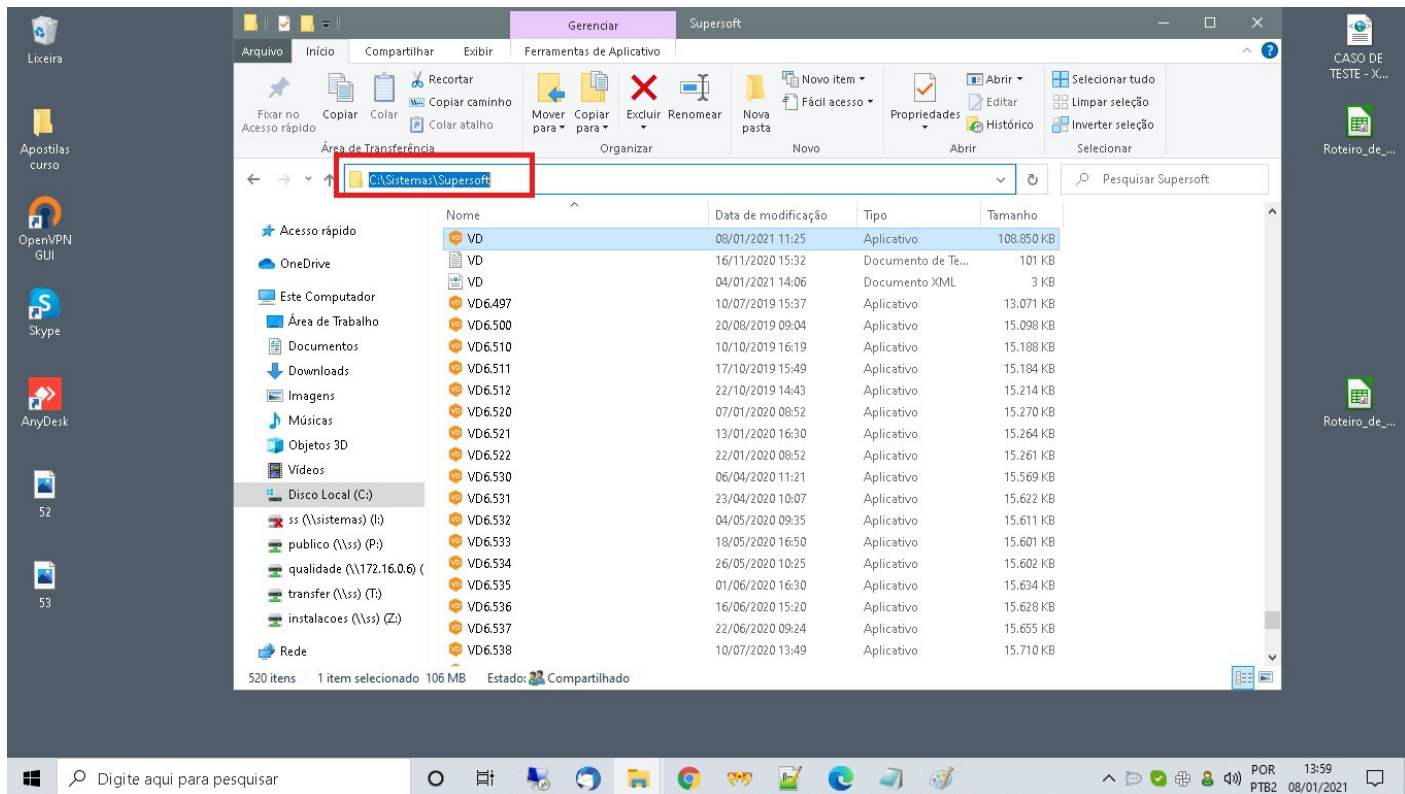 Lixeira
Apostilas
curso
OpenVPN
GUI
Skype
AnyDesk
52
53
Gerenciar
Supersoft
Arquivo Início Compartilhar Exibir Ferramentas de Aplicativo
Fixar no
Acesso rápido
Copiar
Colar
Recortar
Copiar caminho
Colar atalho
Área de Transferência
Mover
para
Copiar
para
Excluir
Renomear
Organizar
Nova
pasta
Novo item
Fácil acesso
Novo
Propriedades
Abrir
Editar
Histórico
Abrir
Selecionar tudo
Limpar seleção
Inverter seleção
Selecionar
C:\Sistemas\Supersoft
Pesquisar Supersoft
Acesso rápido
OneDrive
Este Computador
Área de Trabalho
Documentos
Downloads
Imagens
Músicas
Objetos 3D
Vídeos
Disco Local (C:)
ss (\\sistemas) (I:)
publico (\\ss) (P:)
qualidade (\\172.16.0.6) (
transfer (\\ss) (T:)
instalacoes (\\ss) (Z:)
Rede
Nome Data de modificação Tipo Tamanho
VD 08/01/2021 11:25 Aplicativo 108.850 KB
VD 16/11/2020 15:32 Documento de Te... 101 KB
VD 04/01/2021 14:06 Documento XML 3 KB
VD6.497 10/07/2019 15:37 Aplicativo 13.071 KB
VD6.500 20/08/2019 09:04 Aplicativo 15.098 KB
VD6.510 10/10/2019 16:19 Aplicativo 15.188 KB
VD6.511 17/10/2019 15:49 Aplicativo 15.184 KB
VD6.512 22/10/2019 14:43 Aplicativo 15.214 KB
VD6.520 07/01/2020 08:52 Aplicativo 15.270 KB
VD6.521 13/01/2020 16:30 Aplicativo 15.264 KB
VD6.522 22/01/2020 08:52 Aplicativo 15.261 KB
VD6.530 06/04/2020 11:21 Aplicativo 15.569 KB
VD6.531 23/04/2020 10:07 Aplicativo 15.622 KB
VD6.532 04/05/2020 09:35 Aplicativo 15.611 KB
VD6.533 18/05/2020 16:50 Aplicativo 15.601 KB
VD6.534 26/05/2020 10:25 Aplicativo 15.602 KB
VD6.535 01/06/2020 16:30 Aplicativo 15.634 KB
VD6.536 16/06/2020 15:20 Aplicativo 15.628 KB
VD6.537 22/06/2020 09:24 Aplicativo 15.655 KB
VD6.538 10/07/2020 13:49 Aplicativo 15.710 KB
520 itens 1 item selecionado 106 MB Estado: Compartilhado
CASO DE
TESTE - X...
Roteiro_de_...
Roteiro_de_...
Digite aqui para pesquisar
POR
PTB2
13:59
08/01/2021